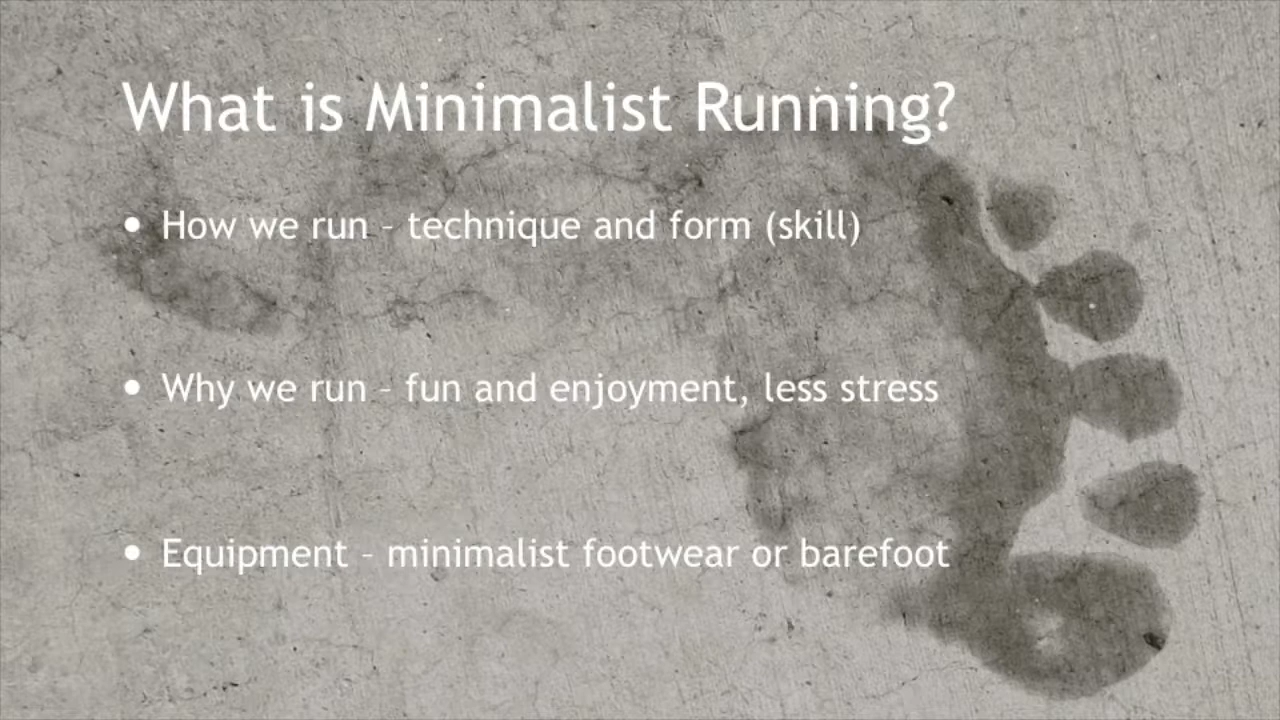 What is Minimalist Running?
• How we run – technique and form (skill)
• Why we run – fun and enjoyment, less stress
• Equipment – minimalist footwear or barefoot